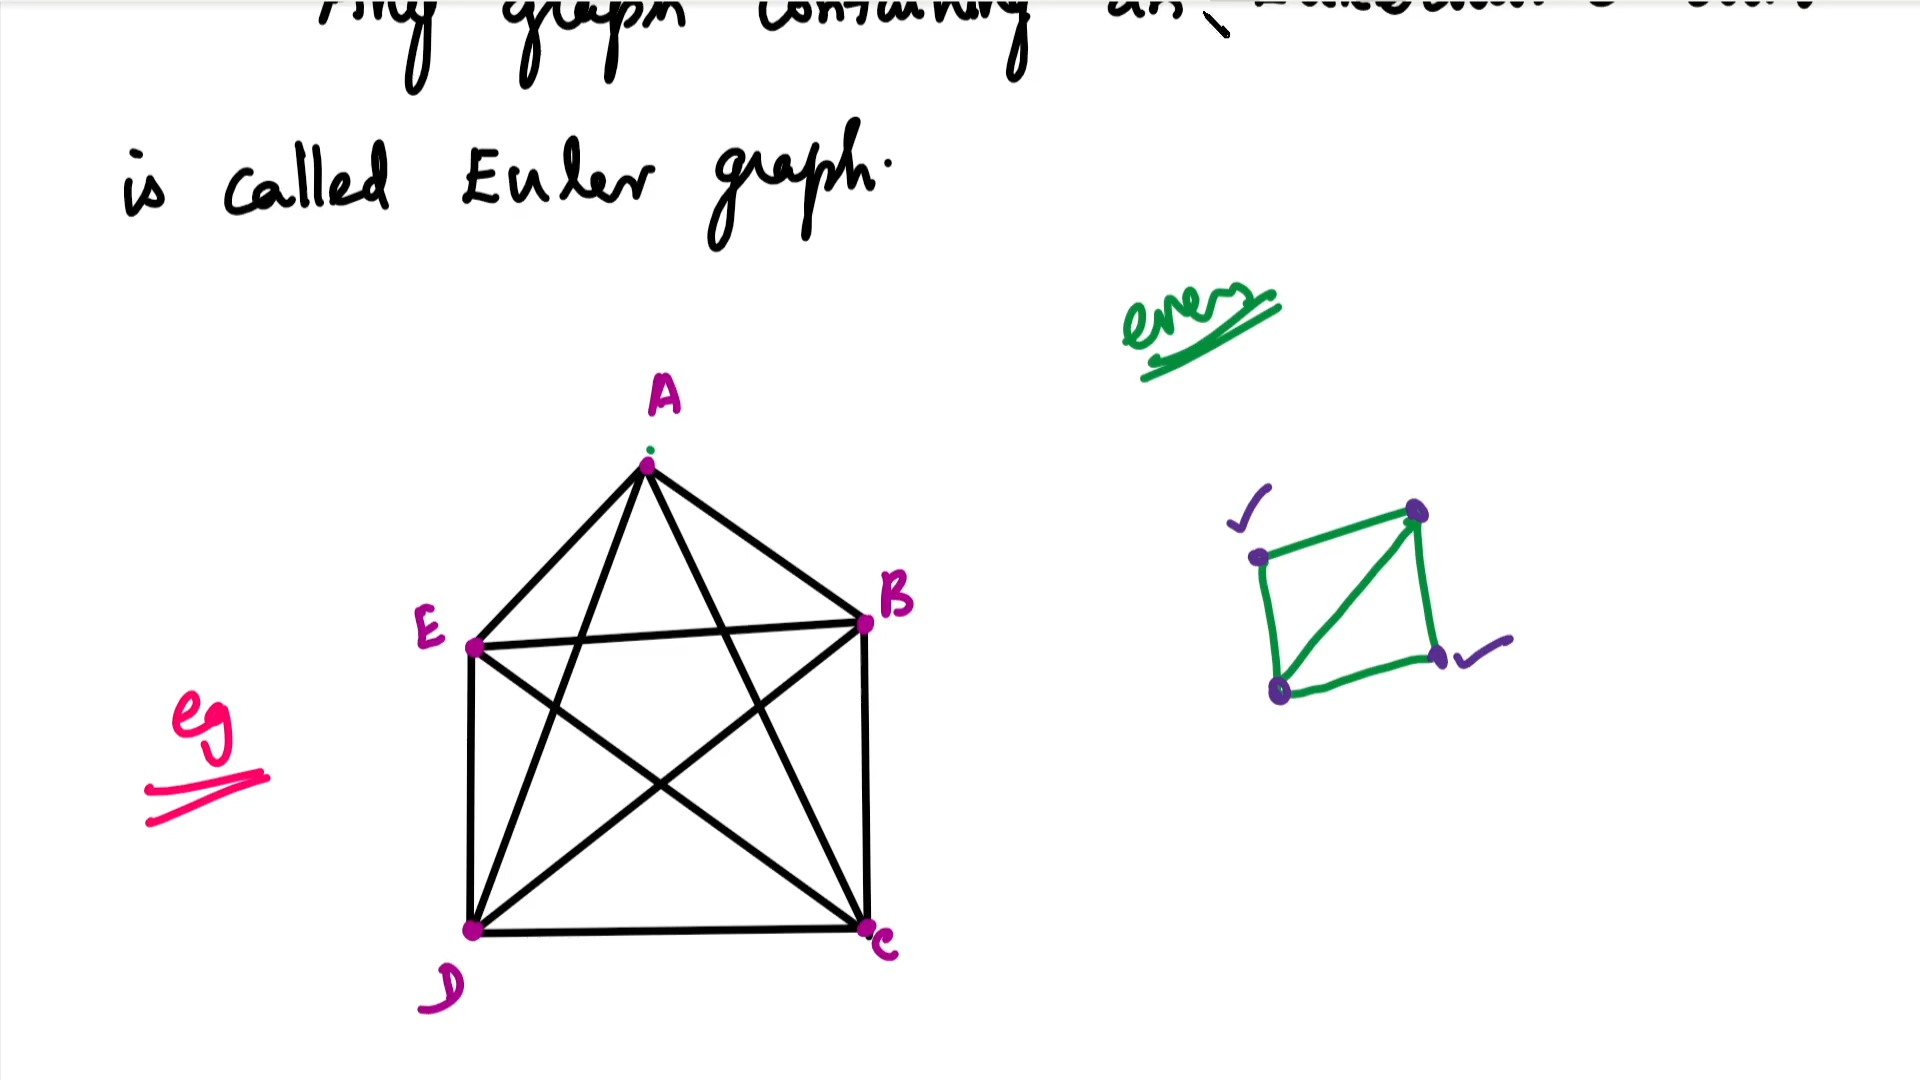 Any graph containing an
is called Euler graph.
even
A
B
E
eg
C
D